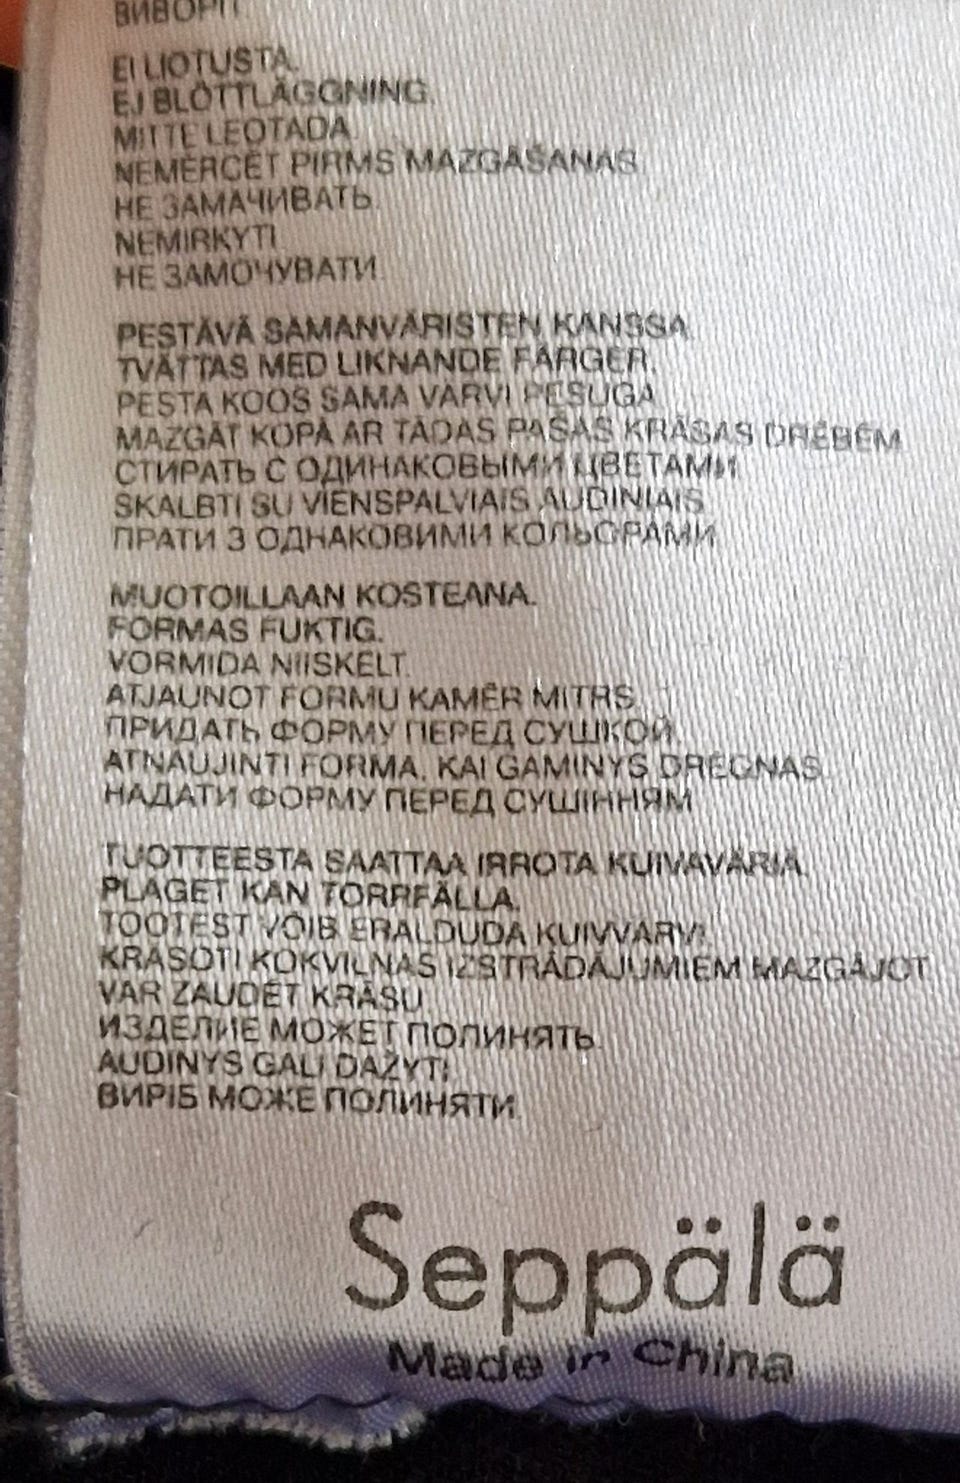 ВИВОРІТ
EI LIOTUSTA.
EJ BLÖTTLÄGGNING.
MITTE LEOTADA.
NEMĒRCĒT PIRMS MAZGĀŠANAS.
НЕ ЗАМАЧИВАТЬ.
NEMIRKYTI.
НЕ ЗАМОЧУВАТИ.
PESTÄVÄ SAMANVÄRISTEN KANSSA.
TVÄTTAS MED LIKNANDE FÄRGER.
PESTA KOOS SAMA VÄRVI PESUGA.
MAZGĀT KOPĀ AR TĀDAS PAŠAS KRĀSAS DRĒBĒM.
СТИРАТЬ С ОДИНАКОВЫМИ ЦВЕТАМИ.
SKALBTI SU VIENSPALVIAIS AUDINIAIS.
ПРАТИ З ОДНАКОВИМИ КОЛЬОРАМИ.
MUOTOILLAAN KOSTEANA.
FORMAS FUKTIG.
VORMIDA NIISKELT.
ATJAUNOT FORMU KAMĒR MITRS.
ПРИДАТЬ ФОРМУ ПЕРЕД СУШКОЙ.
ATNAUJINTI FORMĄ, KAI GAMINYS DRĖGNAS.
НАДАТИ ФОРМУ ПЕРЕД СУШІННЯМ.
TUOTTEESTA SAATTAA IRROTA KUIVAVÄRIÄ.
PLAGET KAN TORRFÄLLA.
TOOTEST VÕIB ERALDUDA KUIVVÄRVI.
KRĀSOTI KOKVILNAS IZSTRĀDĀJUMIEM MAZGĀJOT
VAR ZAUDĒT KRĀSU.
ИЗДЕЛИЕ МОЖЕТ ПОЛИНЯТЬ.
AUDINYS GALI DAŽYTI.
ВИРІБ МОЖЕ ПОЛИНЯТИ.
Seppälä
Made in China